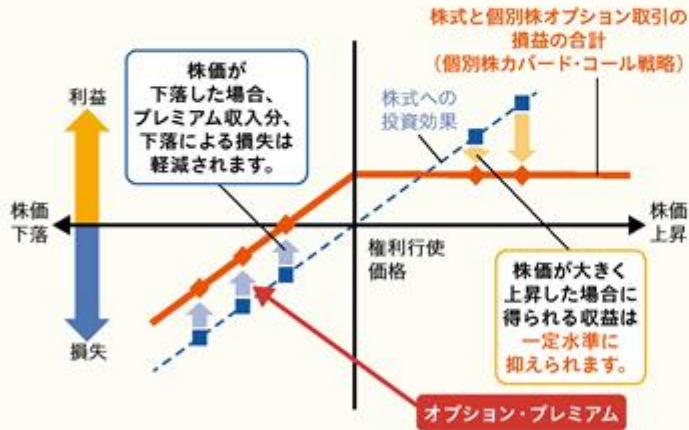 株式と個別株オプション取引の
損益の合計
（個別株カバード・コール戦略）
株価が
下落した場合、
プレミアム収入分、
下落による損失は
軽減されます。
利益
株式への
投資効果
株価
下落
株価
上昇
権利行使
価格
株価が大きく
上昇した場合に
得られる収益は
一定水準に
抑えられます。
損失
オプション・プレミアム